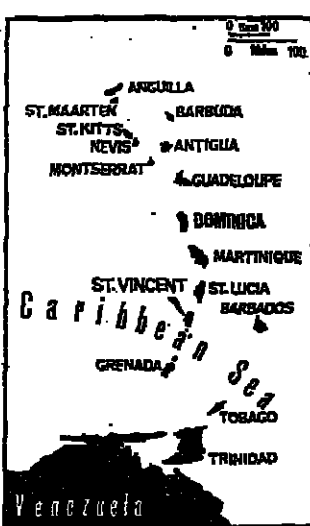 0 Kms 100
0 Miles 100
ANGUILLA
ST. MAARTEN
BARBUDA
ST. KITTS
NEVIS
ANTIGUA
MONTSERRAT
GUADELOUPE
DOMINICA
MARTINIQUE
ST. VINCENT
ST. LUCIA
BARBADOS
Caribbean Sea
GRENADA
TOBAGO
TRINIDAD
Venezuela